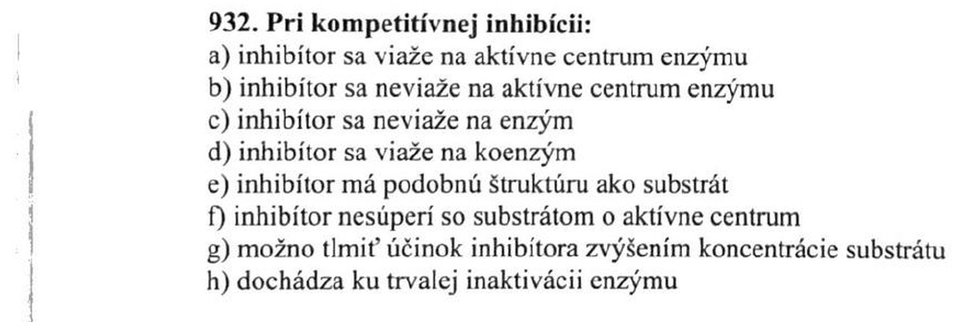 932. Pri kompetitívnej inhibícii:
a) inhibítor sa viaže na aktívne centrum enzýmu
b) inhibítor sa neviaže na aktívne centrum enzýmu
c) inhibítor sa neviaže na enzým
d) inhibítor sa viaže na koenzým
e) inhibítor má podobnú štruktúru ako substrát
f) inhibítor nesúperí so substrátom o aktívne centrum
g) možno tlmiť účinok inhibítora zvýšením koncentrácie substrátu
h) dochádza ku trvalej inaktivácii enzýmu